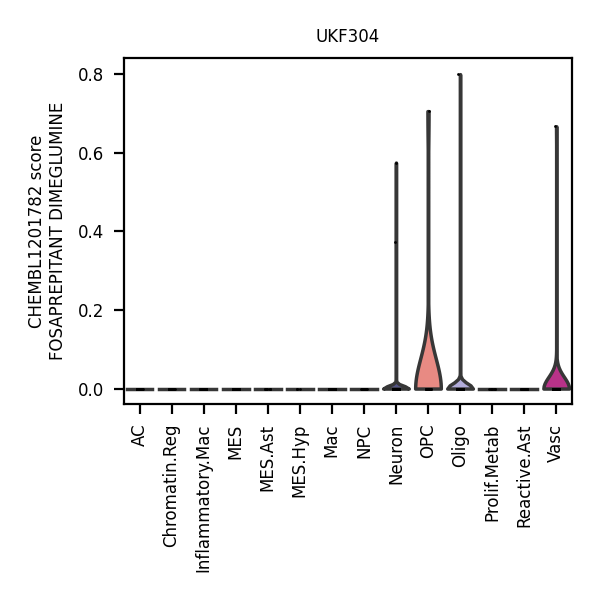 UKF304
CHEMBL1201782 score
FOSAPREPITANT DIMEGLUMINE
0.8
0.6
0.4
0.2
0.0
AC
Chromatin.Reg
Inflammatory.Mac
MES
MES.Ast
MES.Hyp
Mac
NPC
Neuron
OPC
Oligo
Prolif.Metab
Reactive.Ast
Vasc